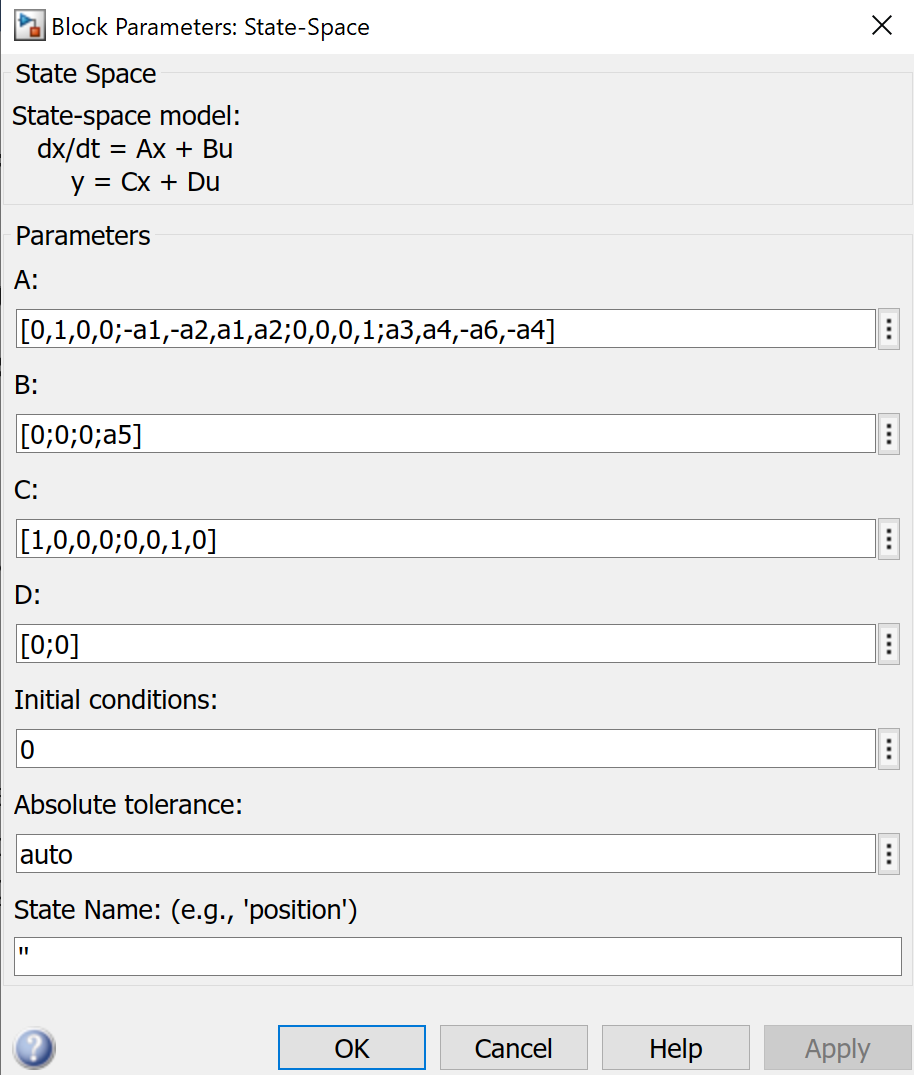 Block Parameters: State-Space
State Space
State-space model:
dx/dt = Ax + Bu
y = Cx + Du
Parameters
A:
[0,1,0,0;-a1,-a2,a1,a2;0,0,0,1;a3,a4,-a6,-a4]
B:
[0;0;0;a5]
C:
[1,0,0,0;0,0,1,0]
D:
[0;0]
Initial conditions:
0
Absolute tolerance:
auto
State Name: (e.g., 'position')
''
?
OK Cancel Help Apply